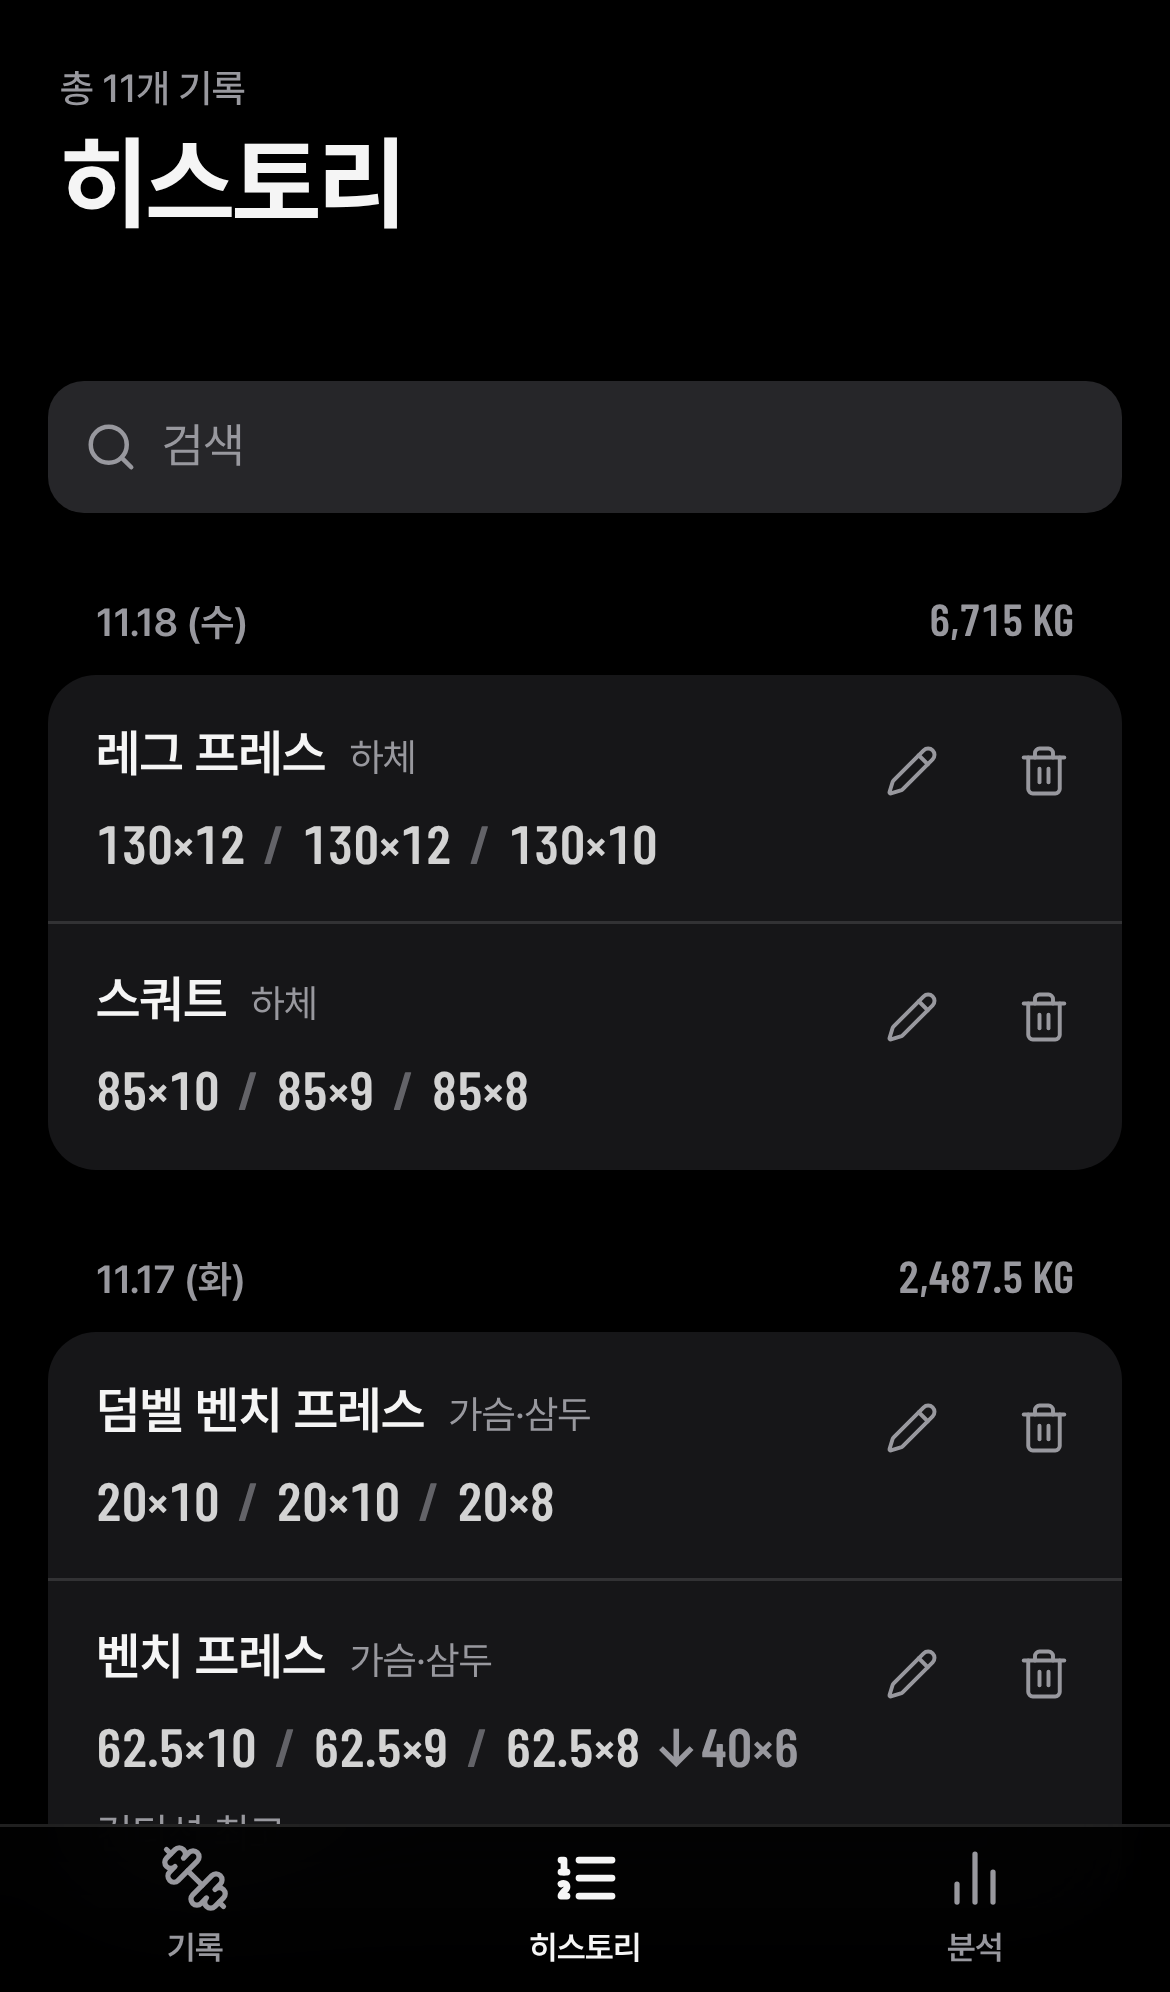 총 11개 기록
히스토리
검색
11.18 (수) 6,715 KG
레그 프레스 하체
130×12 / 130×12 / 130×10
스쿼트 하체
85×10 / 85×9 / 85×8
11.17 (화) 2,487.5 KG
덤벨 벤치 프레스 가슴·삼두
20×10 / 20×10 / 20×8
벤치 프레스 가슴·삼두
62.5×10 / 62.5×9 / 62.5×8 ↓40×6
기록 히스토리 분석